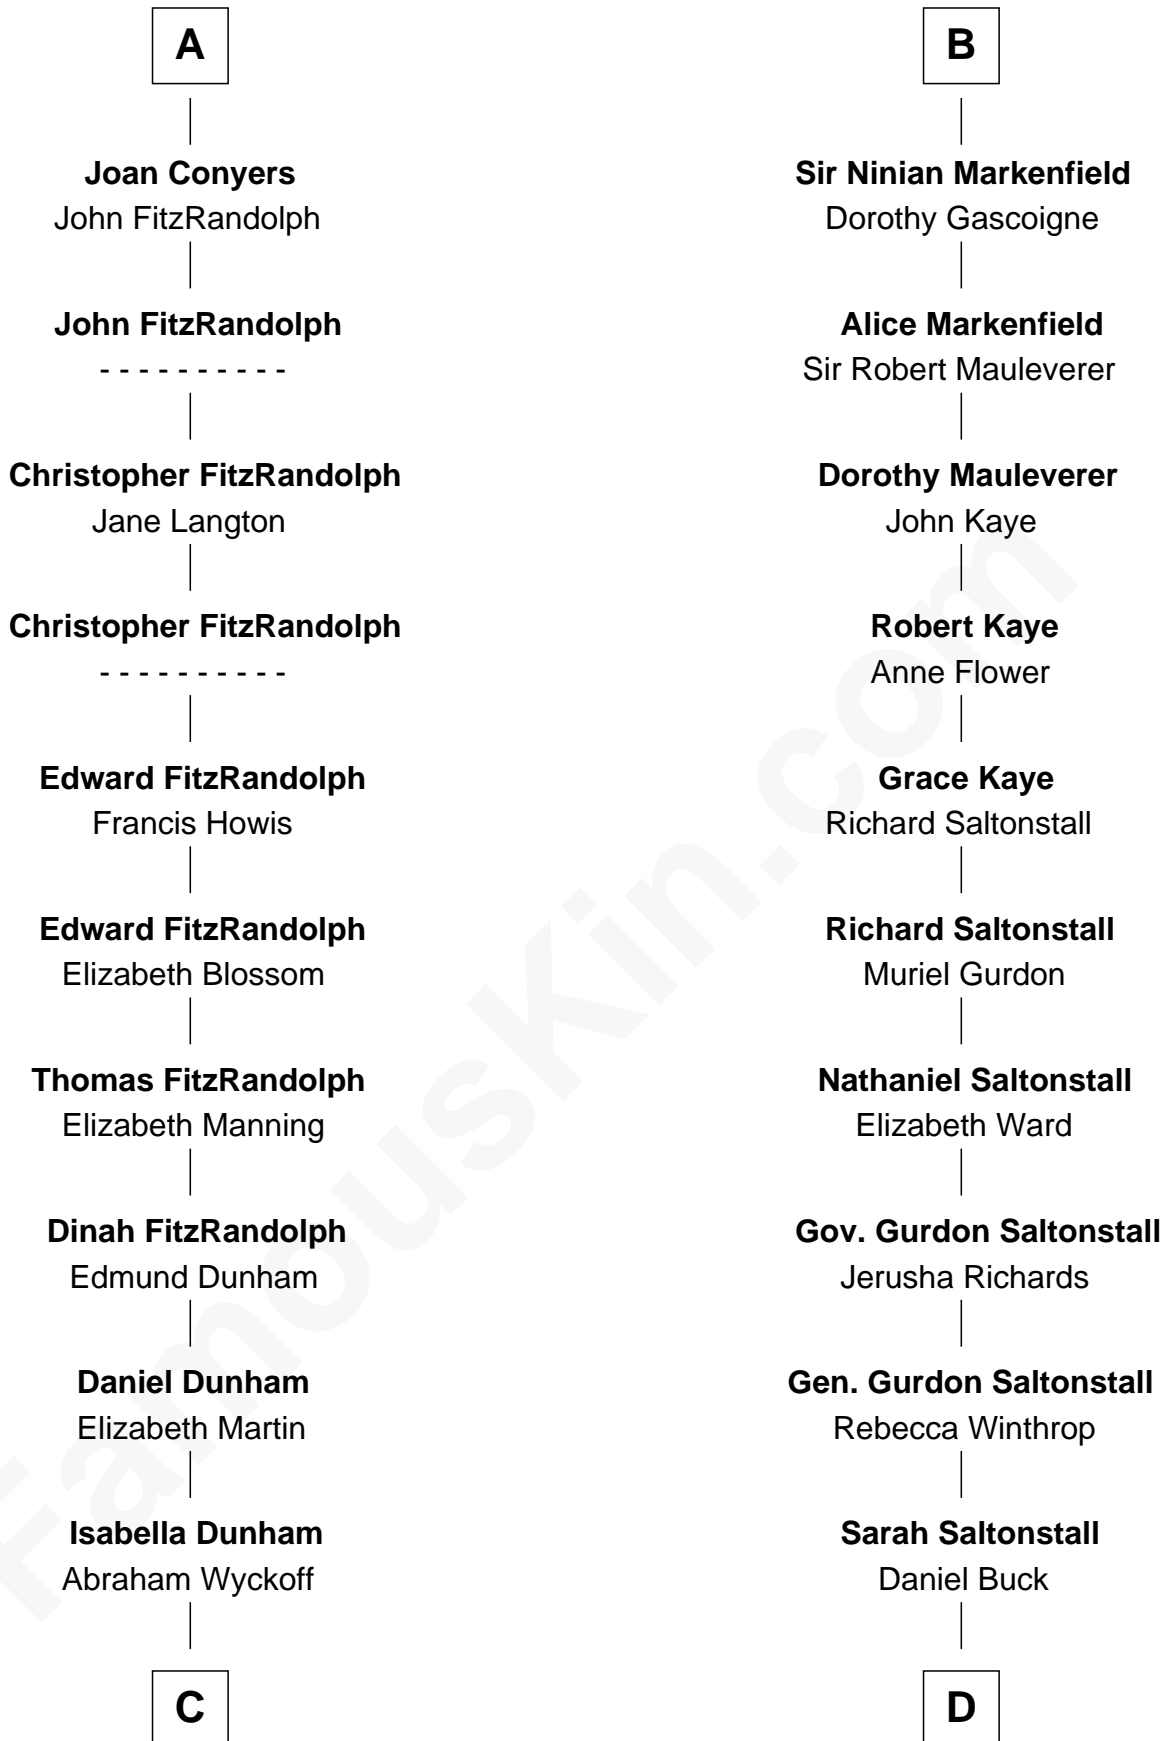 A
Joan Conyers
John FitzRandolph
John FitzRandolph
- - - - - - - - - -
Christopher FitzRandolph
Jane Langton
Christopher FitzRandolph
- - - - - - - - - -
Edward FitzRandolph
Francis Howis
Edward FitzRandolph
Elizabeth Blossom
Thomas FitzRandolph
Elizabeth Manning
Dinah FitzRandolph
Edmund Dunham
Daniel Dunham
Elizabeth Martin
Isabella Dunham
Abraham Wyckoff
C
B
Sir Ninian Markenfield
Dorothy Gascoigne
Alice Markenfield
Sir Robert Mauleverer
Dorothy Mauleverer
John Kaye
Robert Kaye
Anne Flower
Grace Kaye
Richard Saltonstall
Richard Saltonstall
Muriel Gurdon
Nathaniel Saltonstall
Elizabeth Ward
Gov. Gurdon Saltonstall
Jerusha Richards
Gen. Gurdon Saltonstall
Rebecca Winthrop
Sarah Saltonstall
Daniel Buck
D
FamousKin.com